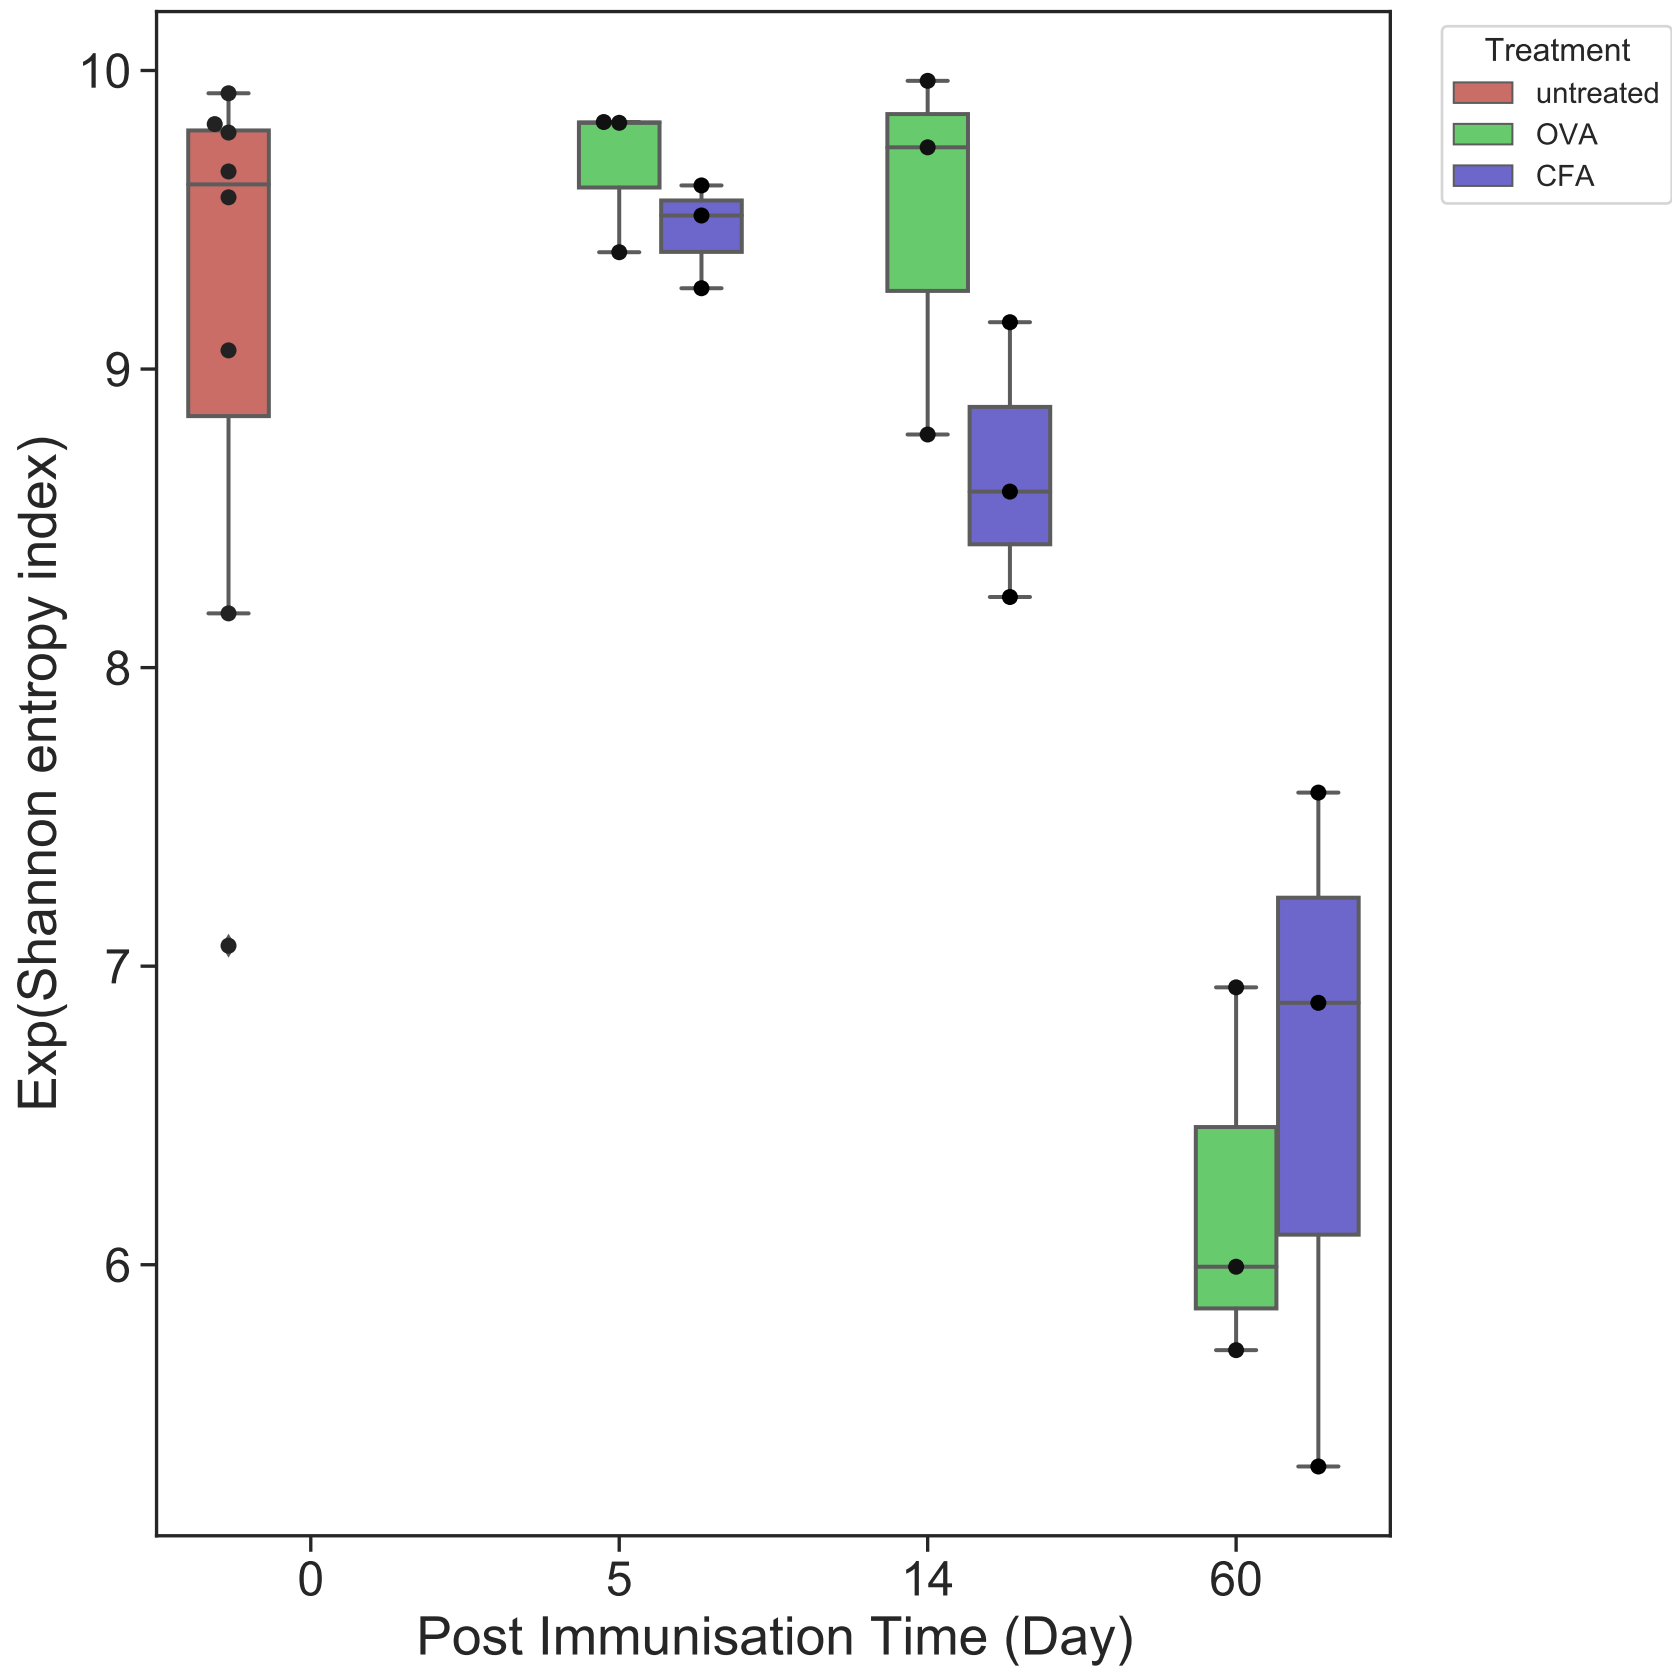 Exp(Shannon entropy index)
10
9
8
7
6
0
5
14
60
Post Immunisation Time (Day)
Treatment
untreated
OVA
CFA